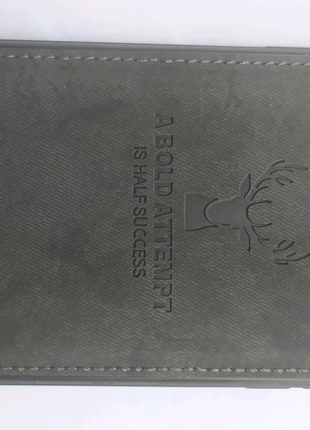 A BOLD ATTEMPT
IS HALF SUCCESS